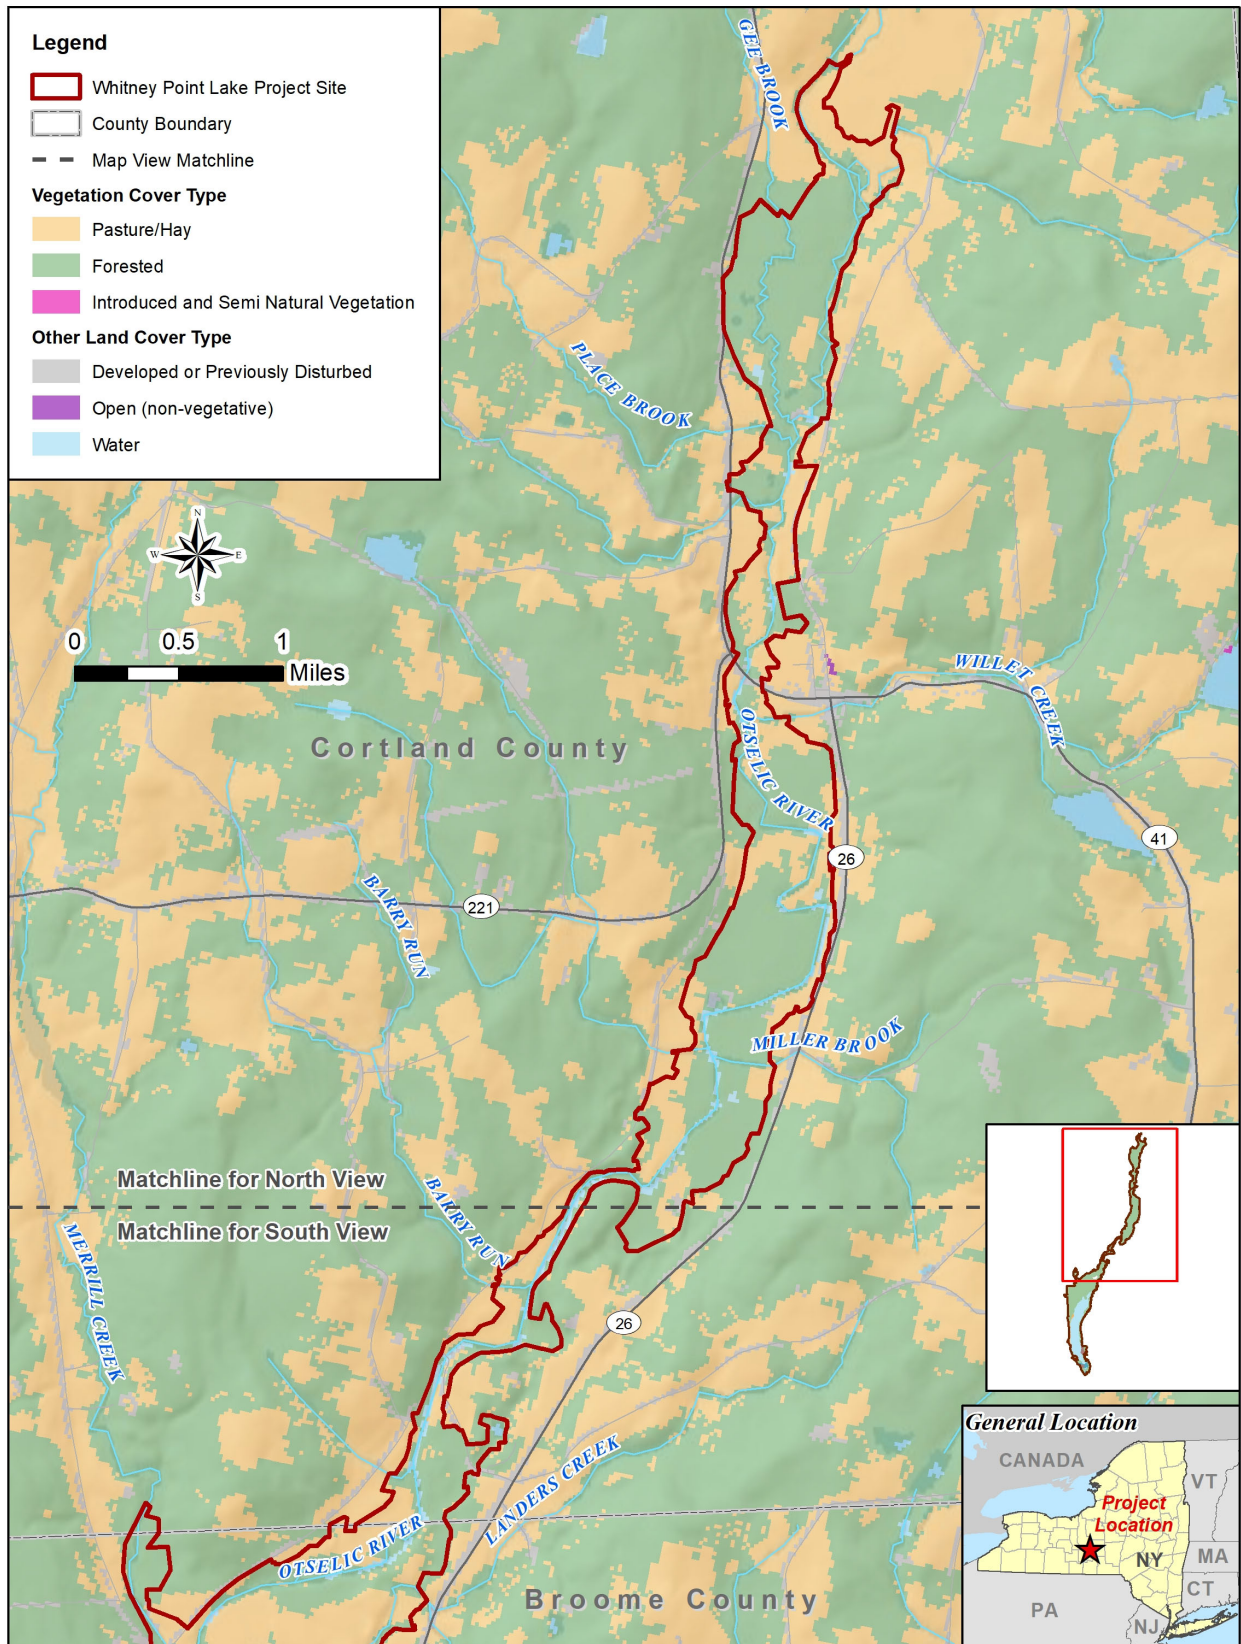 Legend
Whitney Point Lake Project Site
County Boundary
Map View Matchline
Vegetation Cover Type
Pasture/Hay
Forested
Introduced and Semi Natural Vegetation
Other Land Cover Type
Developed or Previously Disturbed
Open (non-vegetative)
Water
GEE BROOK
PLACE BROOK
N
W
E
S
0
0.5
1
Miles
WILLET CREEK
OTSELIC RIVER
Cortland County
41
26
221
BARRY RUN
MILLER BROOK
Matchline for North View
Matchline for South View
BARRY RUN
MERRILL CREEK
26
LANDERS CREEK
OTSELIC RIVER
Broome County
General Location
CANADA
VT
Project
Location
NY
MA
CT
PA
NJ